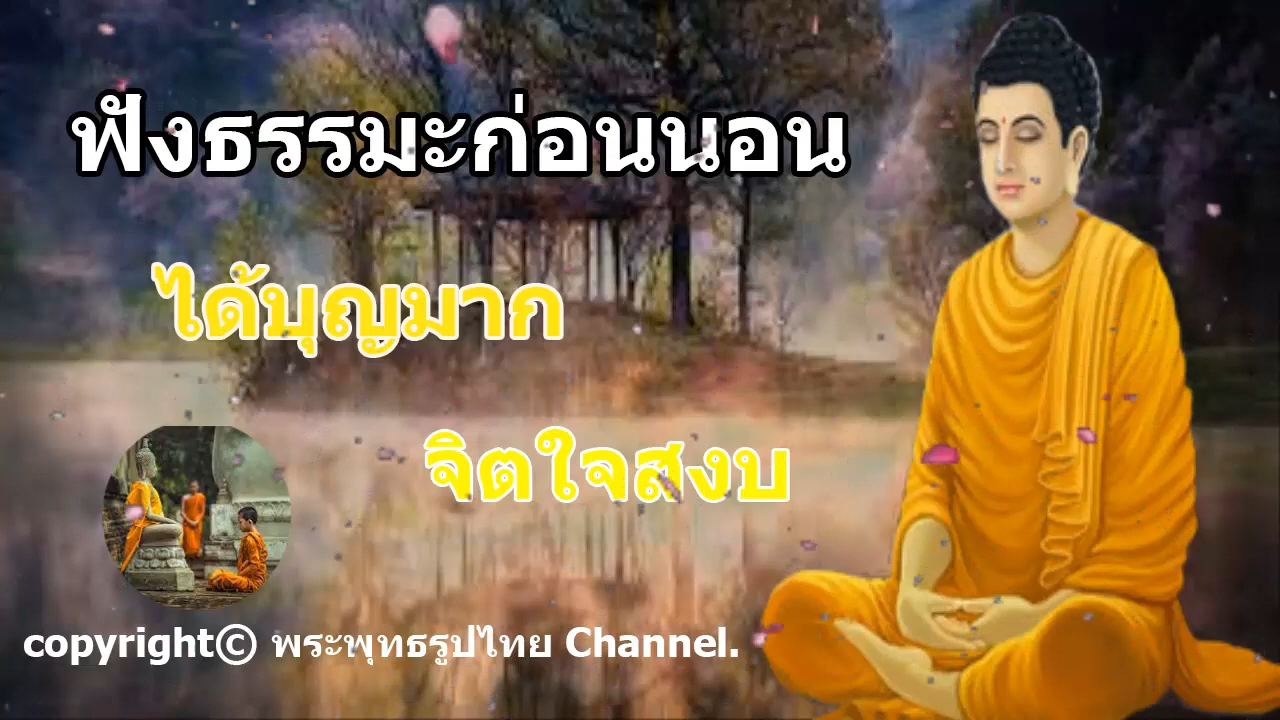 ฟังธรรมะก่อนนอน
ได้บุญมาก
จิตใจสงบ
copyright© พระพุทธรูปไทย Channel.